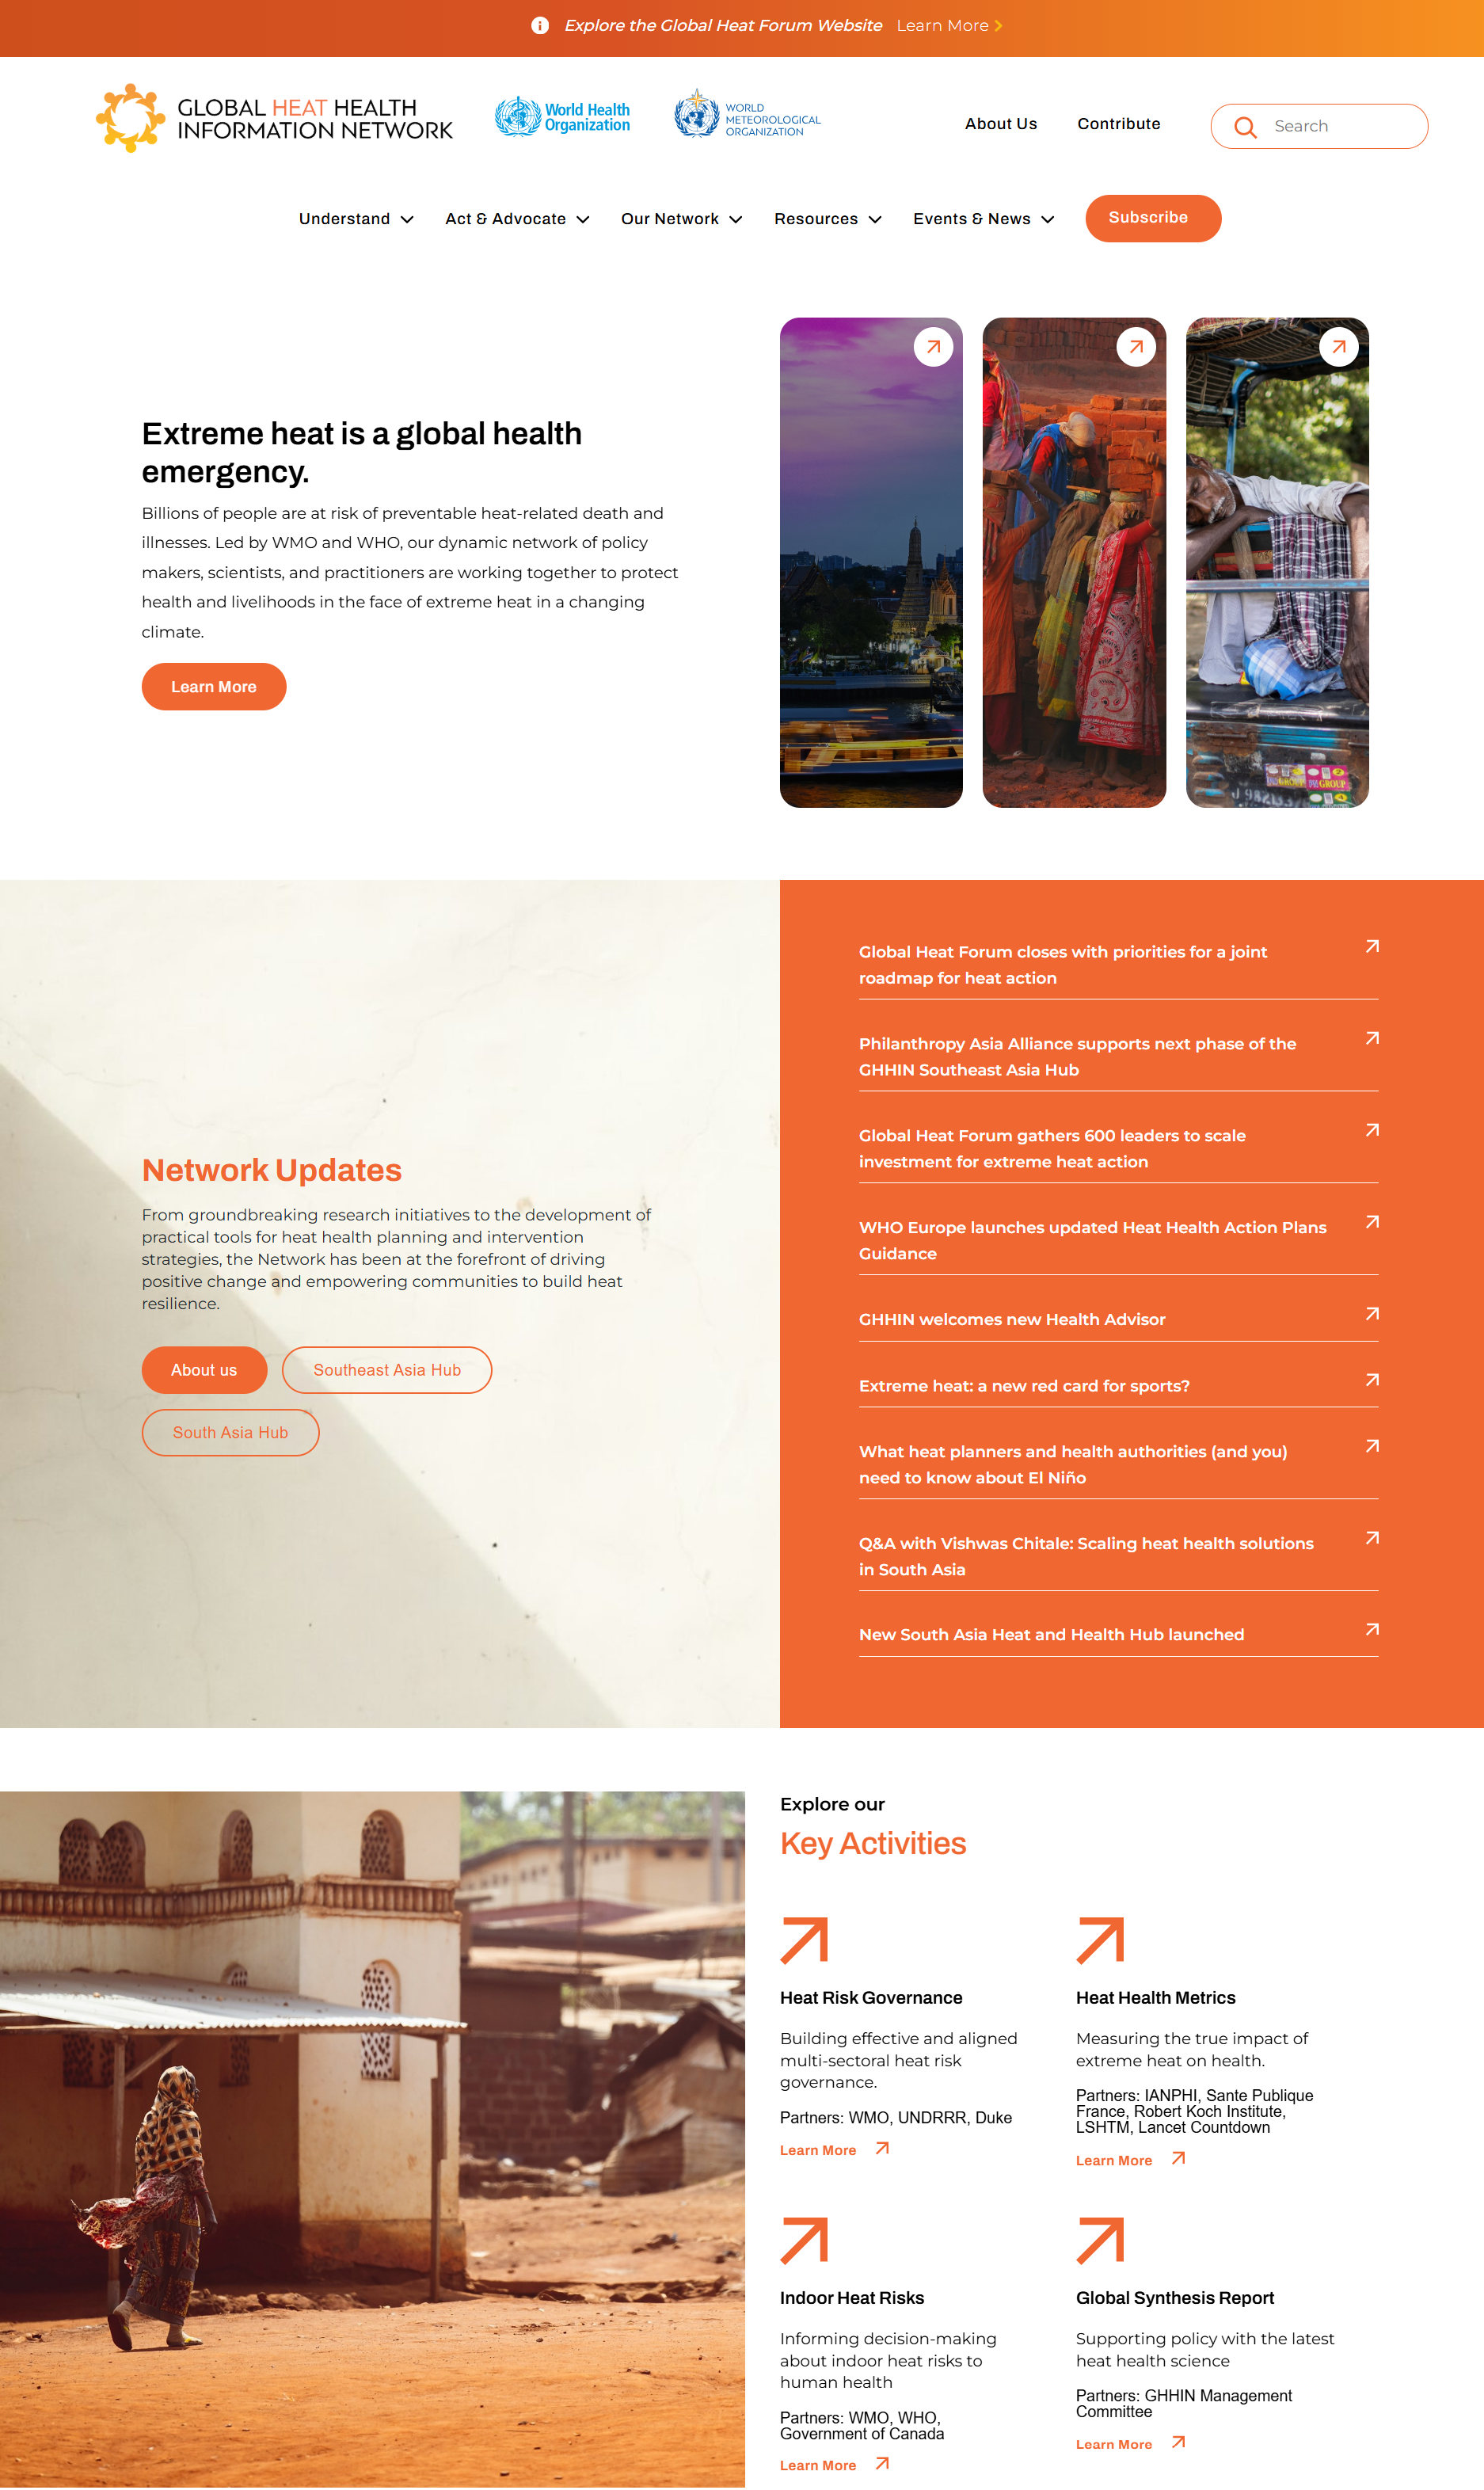 Explore the Global Heat Forum Website Learn More
GLOBAL HEAT HEALTH
INFORMATION NETWORK
World Health
Organization
WORLD
METEOROLOGICAL
ORGANIZATION
About Us
Contribute
Search
Understand
Act & Advocate
Our Network
Resources
Events & News
Subscribe
Extreme heat is a global health
emergency.
Billions of people are at risk of preventable heat-related death and
illnesses. Led by WMO and WHO, our dynamic network of policy
makers, scientists, and practitioners are working together to protect
health and livelihoods in the face of extreme heat in a changing
climate.
Learn More
GROUP
Network Updates
From groundbreaking research initiatives to the development of
practical tools for heat health planning and intervention
strategies, the Network has been at the forefront of driving
positive change and empowering communities to build heat
resilience.
About us
Southeast Asia Hub
South Asia Hub
Global Heat Forum closes with priorities for a joint
roadmap for heat action
Philanthropy Asia Alliance supports next phase of the
GHHIN Southeast Asia Hub
Global Heat Forum gathers 600 leaders to scale
investment for extreme heat action
WHO Europe launches updated Heat Health Action Plans
Guidance
GHHIN welcomes new Health Advisor
Extreme heat: a new red card for sports?
What heat planners and health authorities (and you)
need to know about El Niño
Q&A with Vishwas Chitale: Scaling heat health solutions
in South Asia
New South Asia Heat and Health Hub launched
Explore our
Key Activities
Heat Risk Governance
Building effective and aligned
multi-sectoral heat risk
governance.
Partners: WMO, UNDRRR, Duke
Learn More
Heat Health Metrics
Measuring the true impact of
extreme heat on health.
Partners: IANPHI, Sante Publique
France, Robert Koch Institute,
LSHTM, Lancet Countdown
Learn More
Indoor Heat Risks
Informing decision-making
about indoor heat risks to
human health
Partners: WMO, WHO,
Government of Canada
Learn More
Global Synthesis Report
Supporting policy with the latest
heat health science
Partners: GHHIN Management
Committee
Learn More